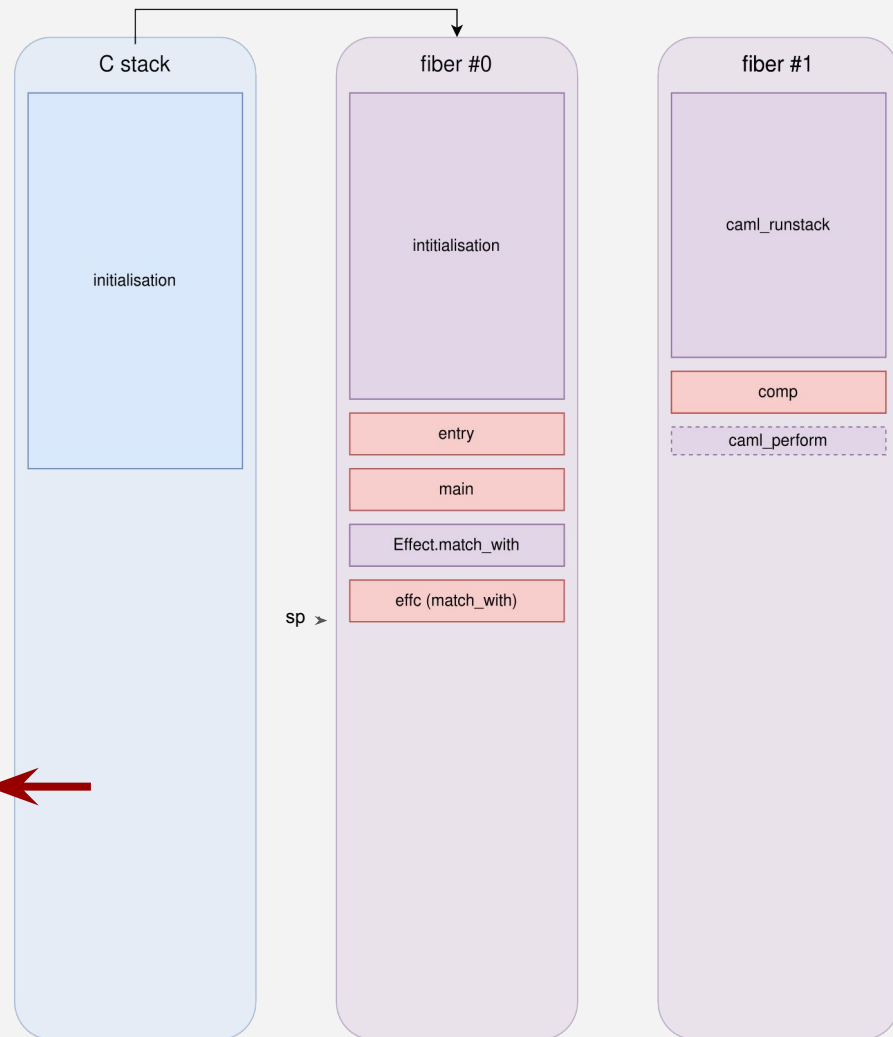 C stack
initialisation
fiber #0
intitialisation
entry
main
Effect.match_with
effc (match_with)
sp
fiber #1
caml_runstack
comp
caml_perform